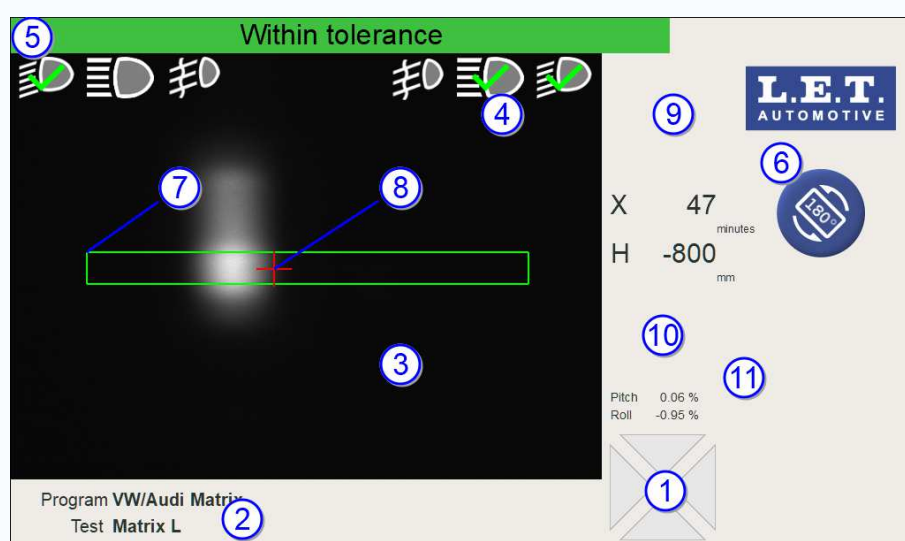 Within tolerance
5
4
9
L.E.T.
AUTOMOTIVE
6
180°
7
8
X 47
minutes
H -800
mm
10
3
11
Pitch 0.06 %
Roll -0.95 %
1
Program VW/Audi Matrix
2
Test Matrix L